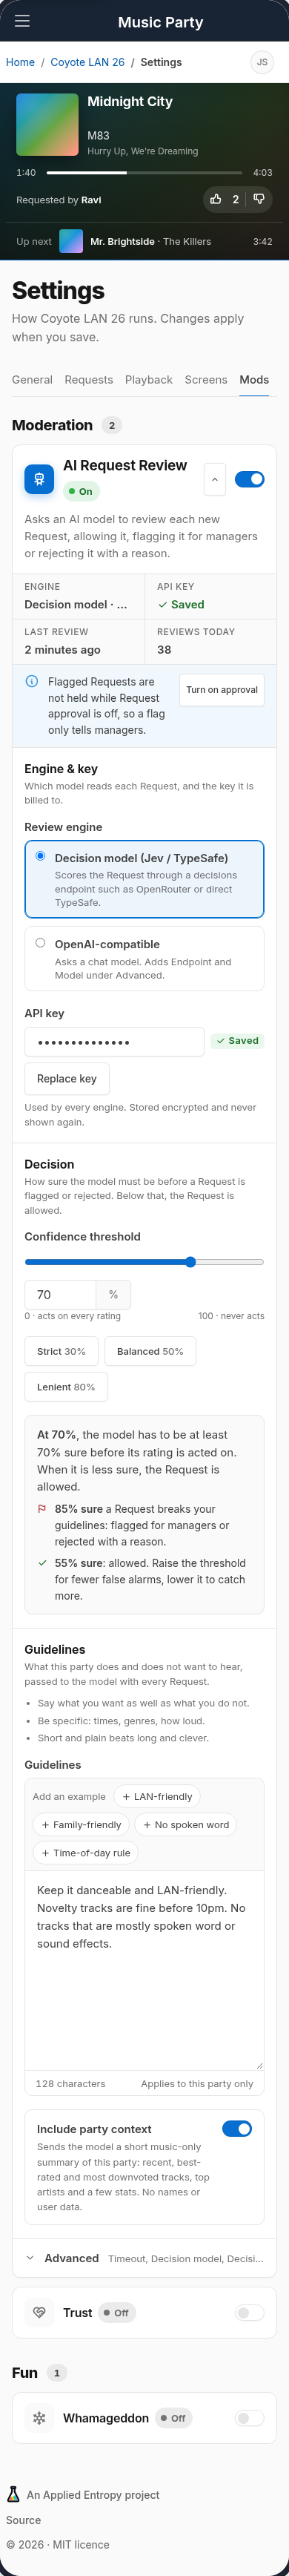 Music Party
Home / Coyote LAN 26 / Settings
JS
Midnight City
M83
Hurry Up, We're Dreaming
1:40
4:03
Requested by Ravi
2
Up next
Mr. Brightside · The Killers
3:42
Settings
How Coyote LAN 26 runs. Changes apply
when you save.
General Requests Playback Screens Mods
Moderation 2
AI Request Review
On
Asks an AI model to review each new
Request, allowing it, flagging it for managers
or rejecting it with a reason.
ENGINE
Decision model · ...
API KEY
Saved
LAST REVIEW
2 minutes ago
REVIEWS TODAY
38
Flagged Requests are
not held while Request
approval is off, so a flag
only tells managers.
Turn on approval
Engine & key
Which model reads each Request, and the key it is
billed to.
Review engine
Decision model (Jev / TypeSafe)
Scores the Request through a decisions
endpoint such as OpenRouter or direct
TypeSafe.
OpenAI-compatible
Asks a chat model. Adds Endpoint and
Model under Advanced.
API key
••••••••••••••
Saved
Replace key
Used by every engine. Stored encrypted and never
shown again.
Decision
How sure the model must be before a Request is
flagged or rejected. Below that, the Request is
allowed.
Confidence threshold
70 %
0 · acts on every rating
100 · never acts
Strict 30%
Balanced 50%
Lenient 80%
At 70%, the model has to be at least
70% sure before its rating is acted on.
When it is less sure, the Request is
allowed.
85% sure a Request breaks your
guidelines: flagged for managers or
rejected with a reason.
55% sure: allowed. Raise the threshold
for fewer false alarms, lower it to catch
more.
Guidelines
What this party does and does not want to hear,
passed to the model with every Request.
• Say what you want as well as what you do not.
• Be specific: times, genres, how loud.
• Short and plain beats long and clever.
Guidelines
Add an example
+ LAN-friendly
+ Family-friendly
+ No spoken word
+ Time-of-day rule
Keep it danceable and LAN-friendly.
Novelty tracks are fine before 10pm. No
tracks that are mostly spoken word or
sound effects.
128 characters
Applies to this party only
Include party context
Sends the model a short music-only
summary of this party: recent, best-
rated and most downvoted tracks, top
artists and a few stats. No names or
user data.
Advanced
Timeout, Decision model, Decisi...
Trust
Off
Fun 1
Whamageddon
Off
An Applied Entropy project
Source
© 2026 · MIT licence